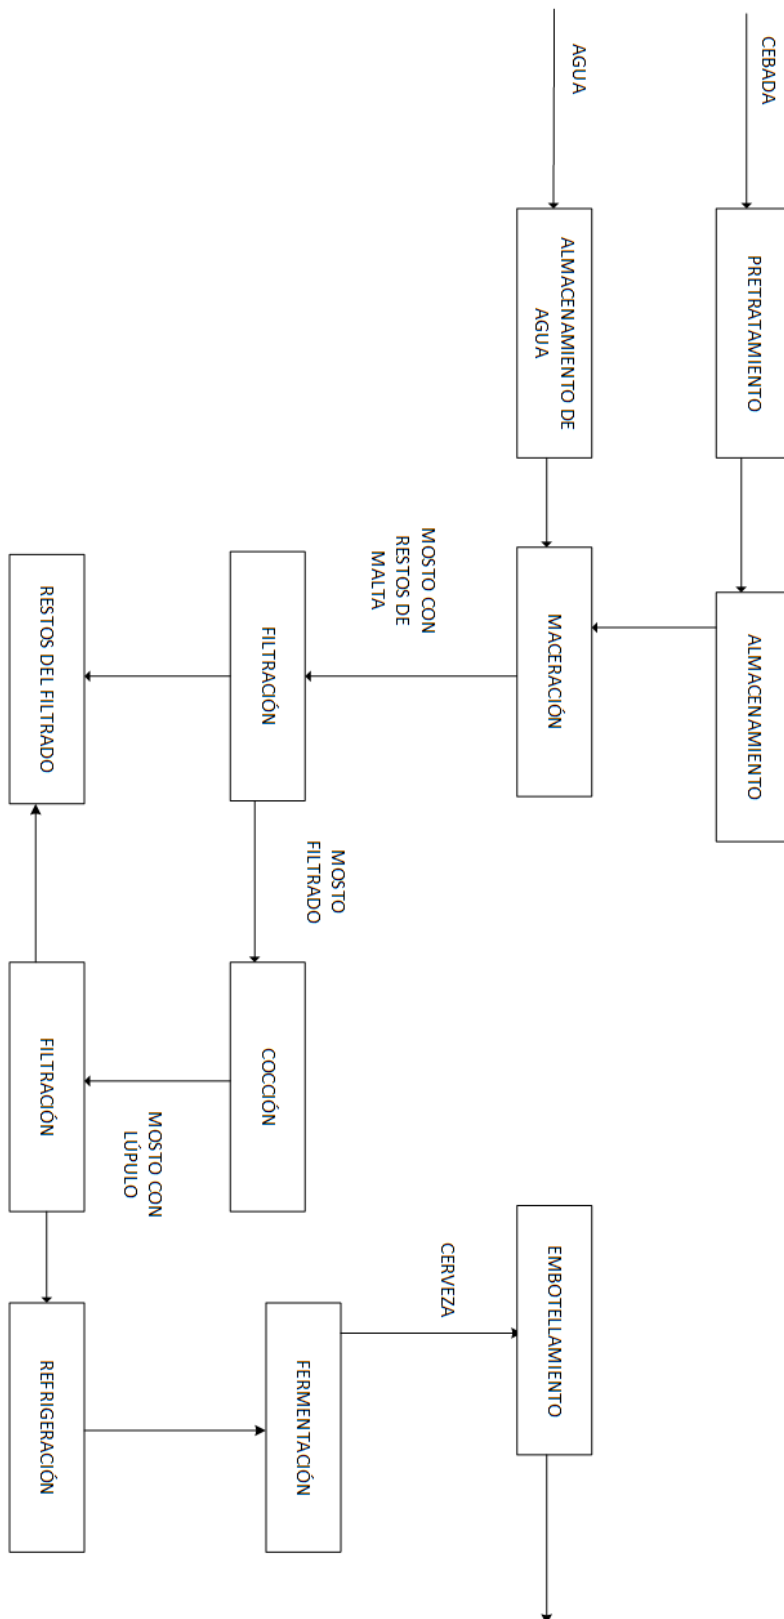 CEBADA
PRETRATAMIENTO
ALMACENAMIENTO
AGUA
ALMACENAMIENTO DE
AGUA
MACERACIÓN
EMBOTELLAMIENTO
MOSTO CON
RESTOS DE
MALTA
CERVEZA
FILTRACIÓN
MOSTO
FILTRADO
COCCIÓN
FERMENTACIÓN
MOSTO CON
LÚPULO
RESTOS DEL FILTRADO
FILTRACIÓN
REFRIGERACIÓN